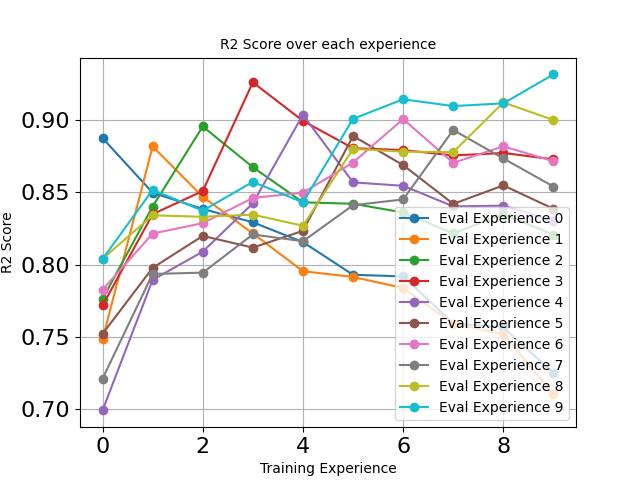 R2 Score over each experience
R2 Score
0.90
0.85
0.80
0.75
0.70
0
2
4
6
8
Training Experience
Eval Experience 0
Eval Experience 1
Eval Experience 2
Eval Experience 3
Eval Experience 4
Eval Experience 5
Eval Experience 6
Eval Experience 7
Eval Experience 8
Eval Experience 9